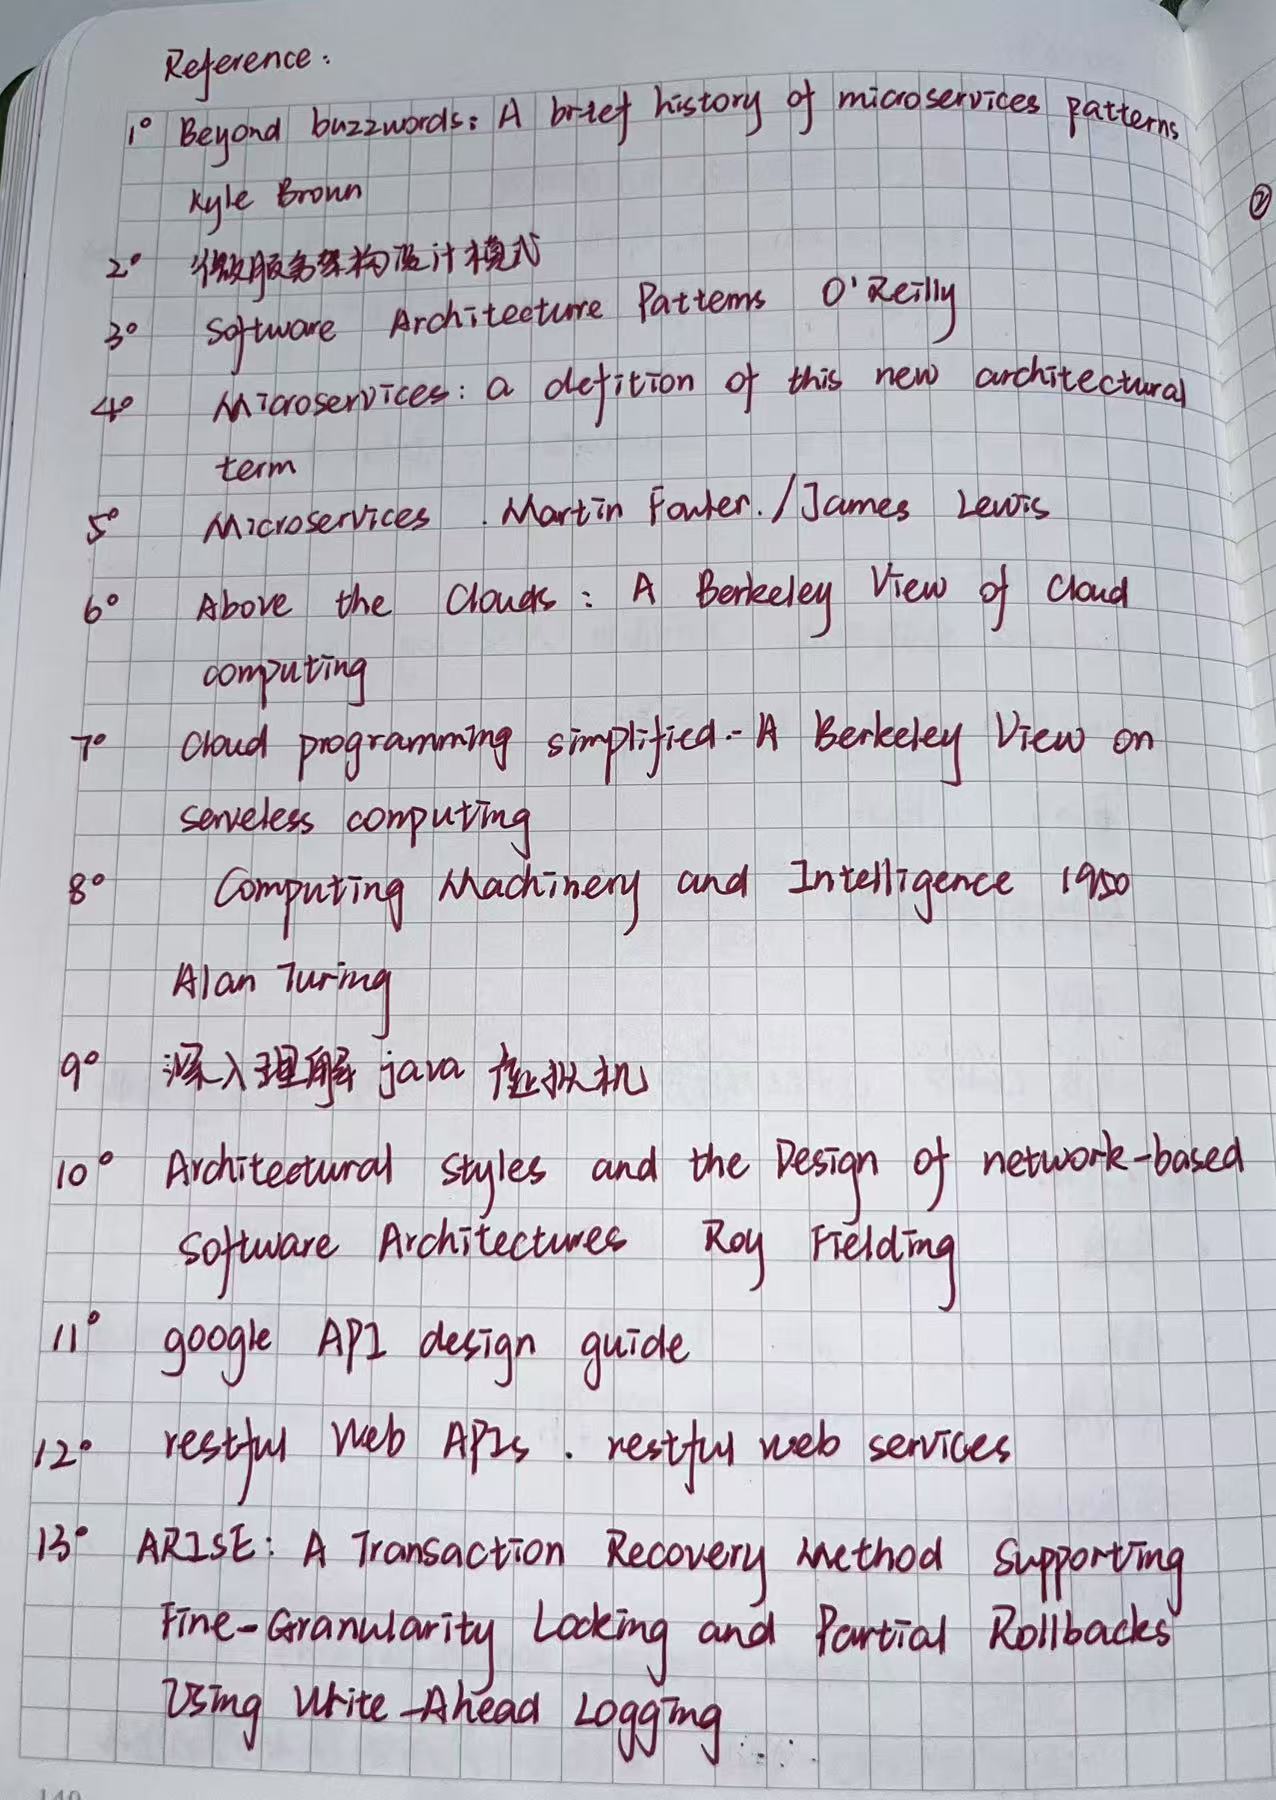 Reference:
1° Beyond buzzwords: A brief history of microservices patterns
Kyle Brown
②
2° 微服务架构设计模式
3° Software Architecture Patterns O'Reilly
4° Microservices: a defition of this new architectural
term
5° Microservices . Martin Fowler. / James Lewis
6° Above the Clouds: A Berkeley View of Cloud
computing
7° Cloud programming simplified.- A Berkeley View on
serveless computing
8° Computing Machinery and Intelligence 1950
Alan Turing
9° 深入理解java虚拟机
10° Architectural styles and the Design of network-based
Software Architectures Roy Fielding
11° google API design guide
12° restful Web APIs . restful web services
13° ARISE: A Transaction Recovery Method Supporting
Fine-Granularity Locking and Partial Rollbacks
Using Write-Ahead Logging
140